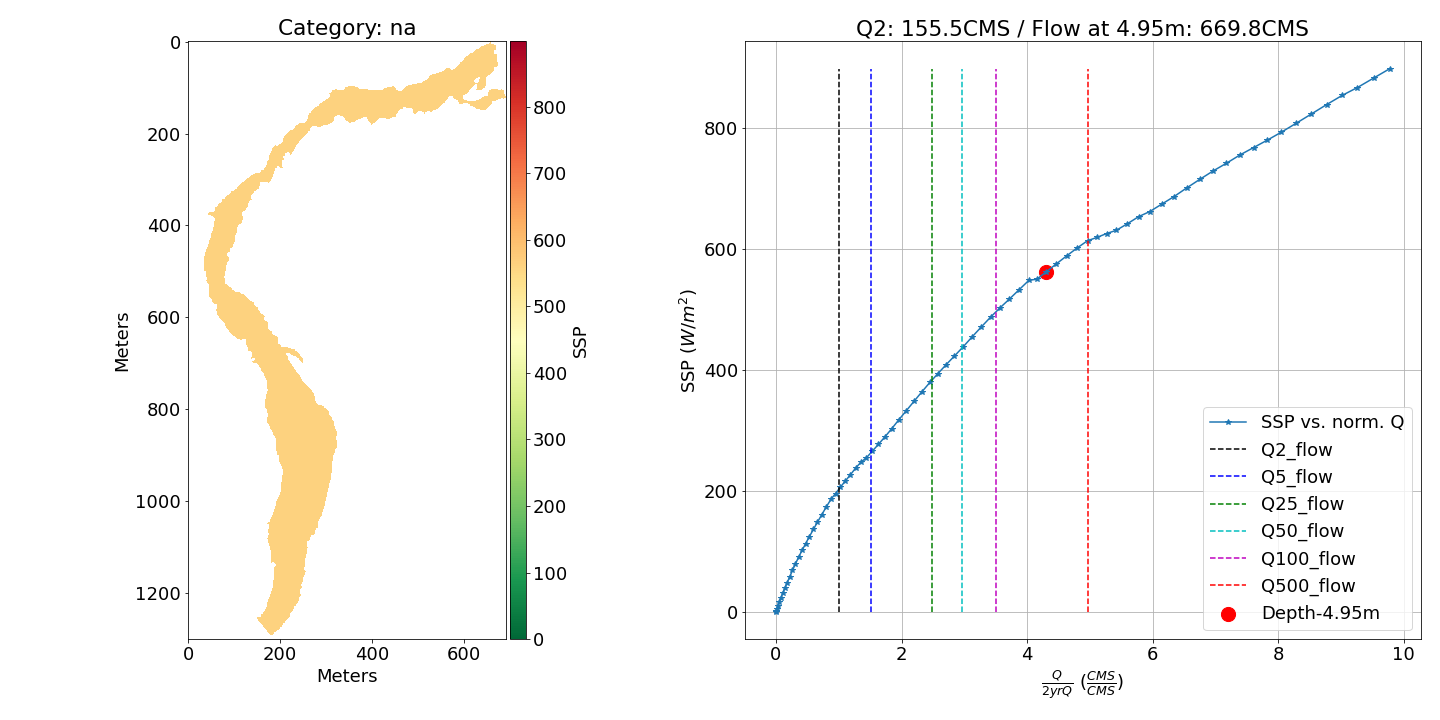 Category: na
0
200
400
600
800
1000
1200
Meters
0
200
400
600
Meters
800
700
600
500
400
300
200
100
0
SSP
Q2: 155.5CMS / Flow at 4.95m: 669.8CMS
800
600
400
200
0
SSP (W/m²)
0
2
4
6
8
10
Q/2yrQ (CMS/CMS)
SSP vs. norm. Q
Q2_flow
Q5_flow
Q25_flow
Q50_flow
Q100_flow
Q500_flow
Depth-4.95m